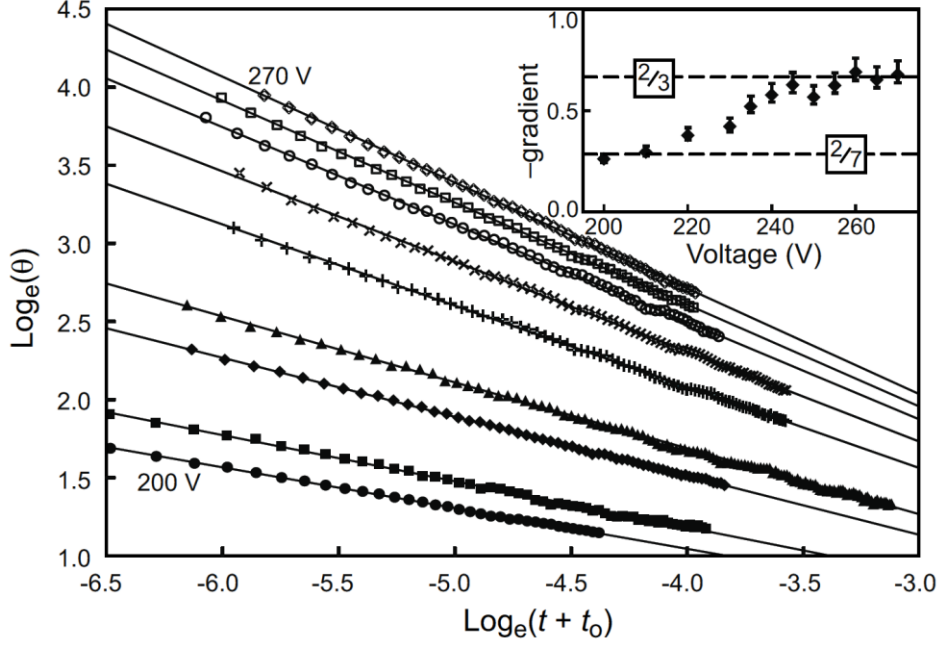 4.5
4.0
3.5
3.0
2.5
2.0
1.5
1.0
Logₑ(θ)
-6.5 -6.0 -5.5 -5.0 -4.5 -4.0 -3.5 -3.0
Logₑ(t + tₒ)
270 V
200 V
1.0
0.5
0.0
–gradient
2/3
2/7
200 220 240 260
Voltage (V)